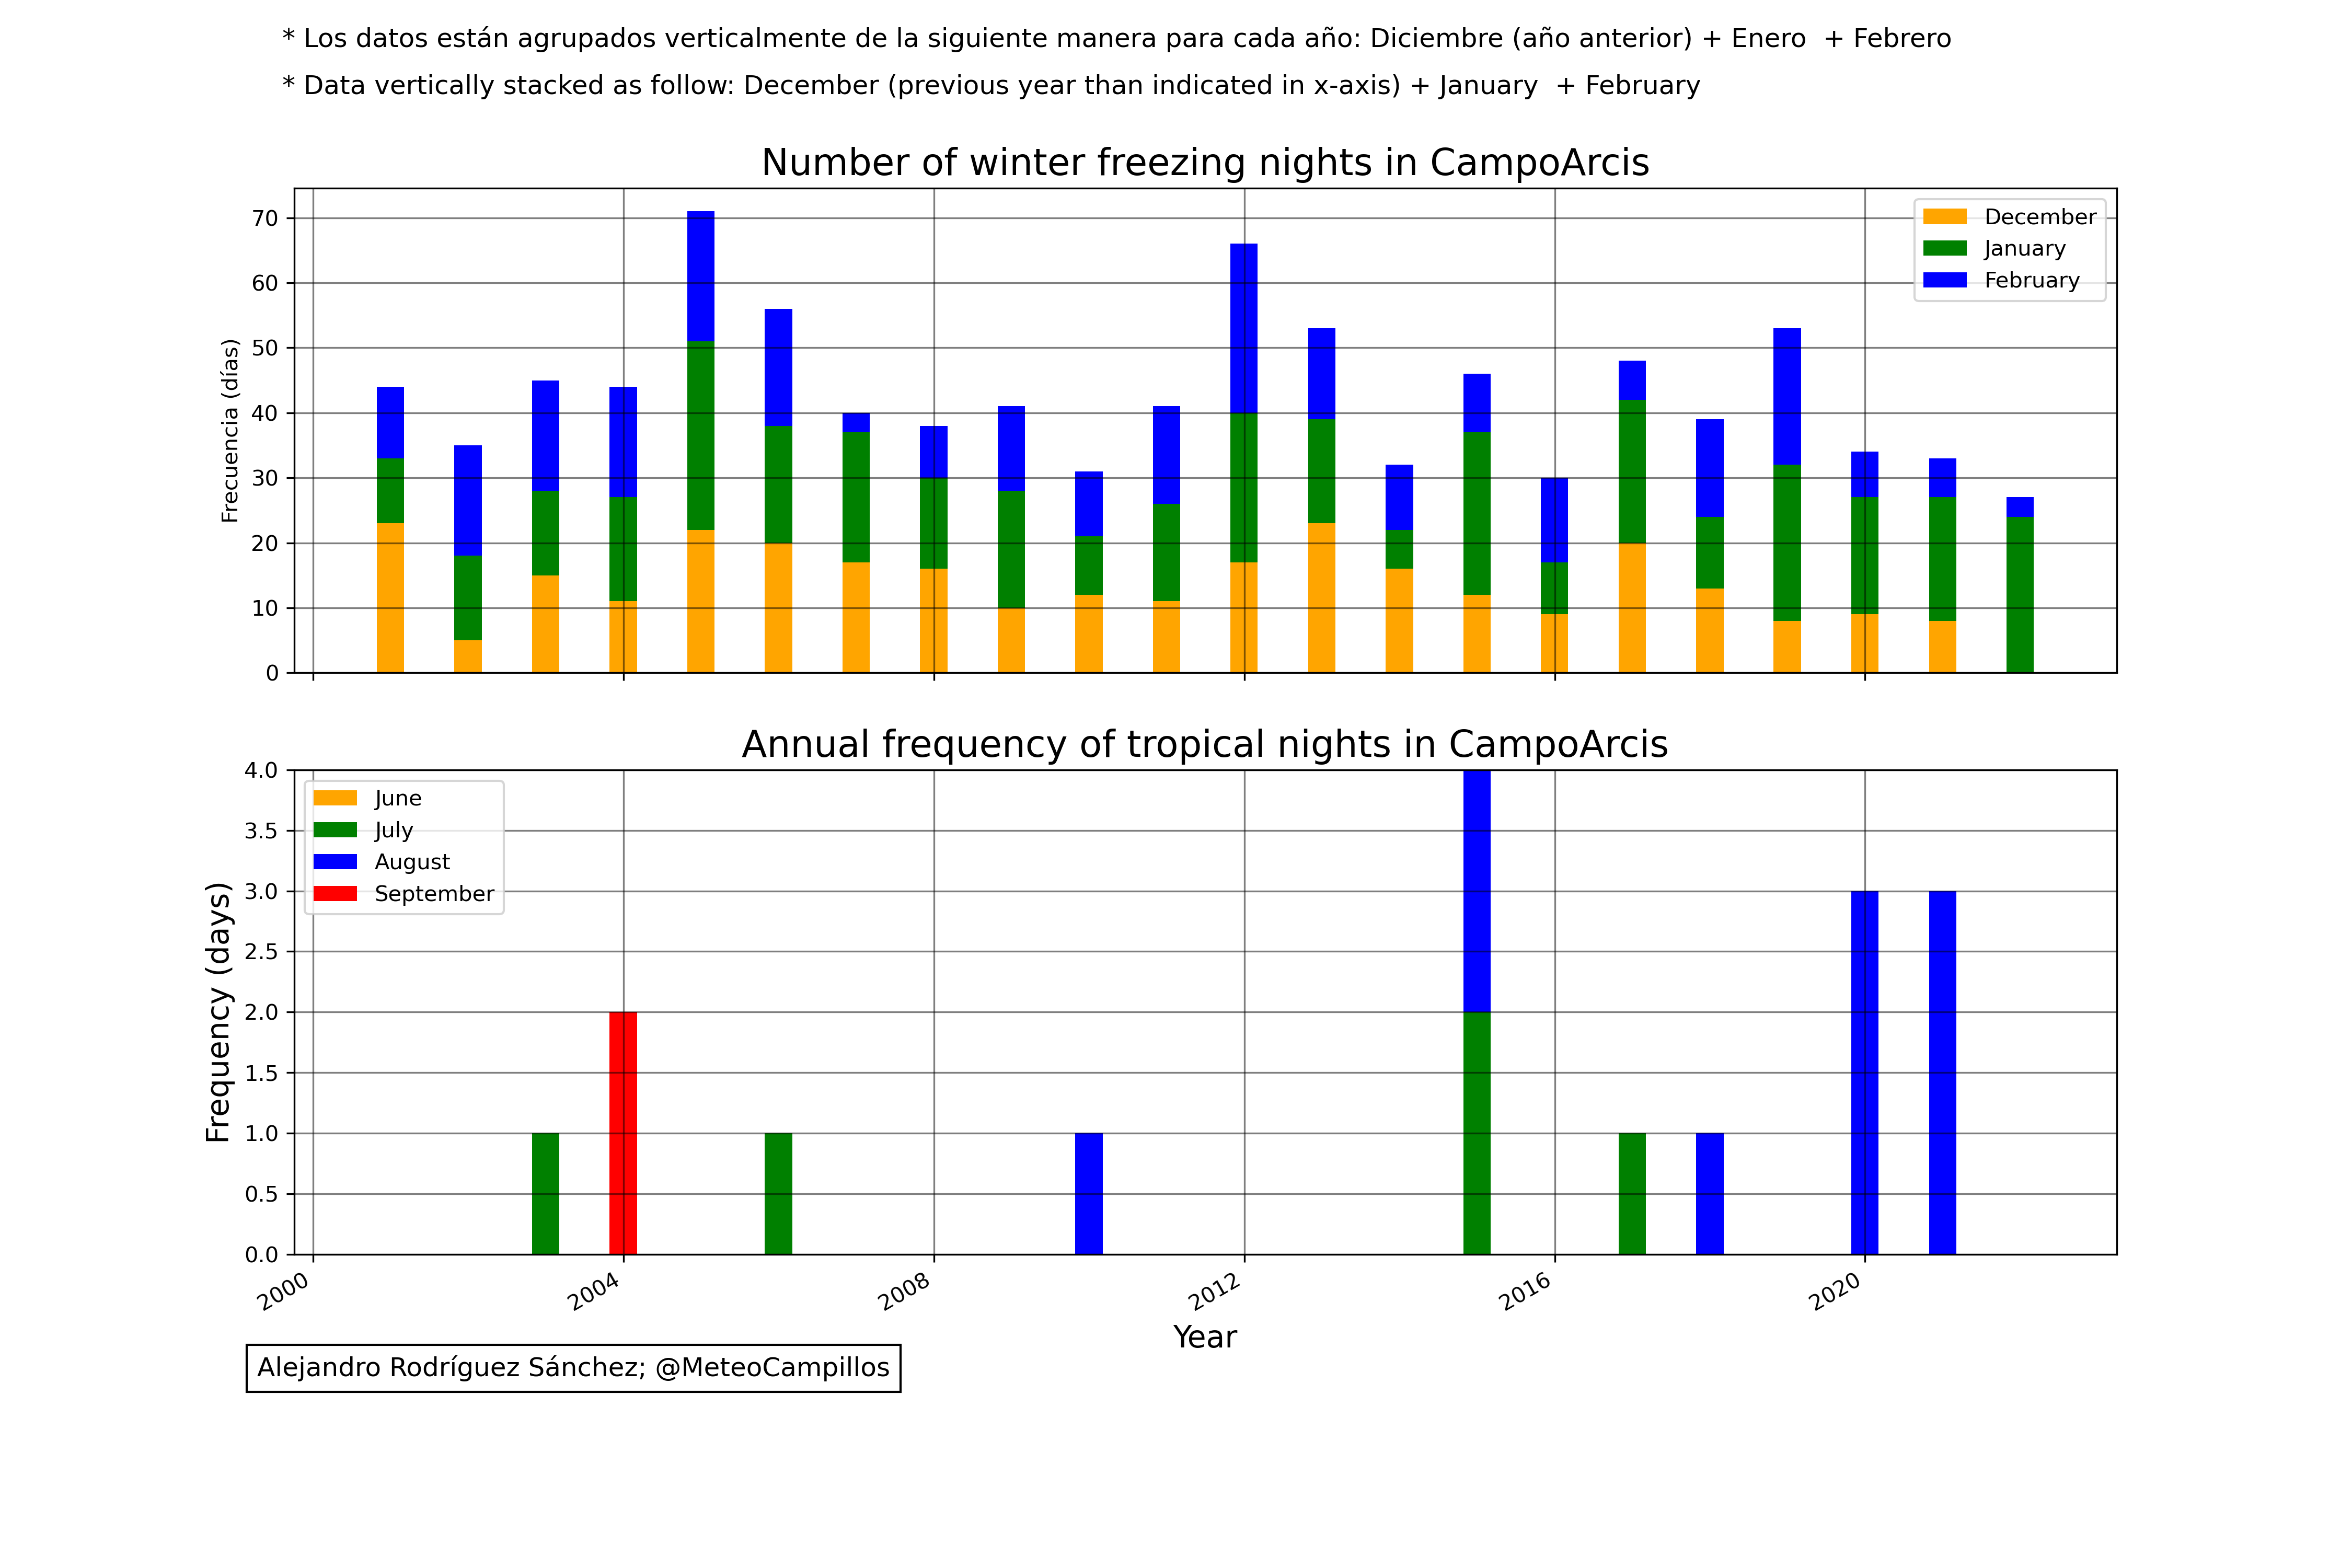 * Los datos están agrupados verticalmente de la siguiente manera para cada año: Diciembre (año anterior) + Enero  + Febrero
* Data vertically stacked as follow: December (previous year than indicated in x-axis) + January  + February
Number of winter freezing nights in CampoArcis
Frecuencia (días)
70
60
50
40
30
20
10
0
December
January
February
Annual frequency of tropical nights in CampoArcis
Frequency (days)
4.0
3.5
3.0
2.5
2.0
1.5
1.0
0.5
0.0
June
July
August
September
2000
2004
2008
2012
2016
2020
Year
Alejandro Rodríguez Sánchez; @MeteoCampillos